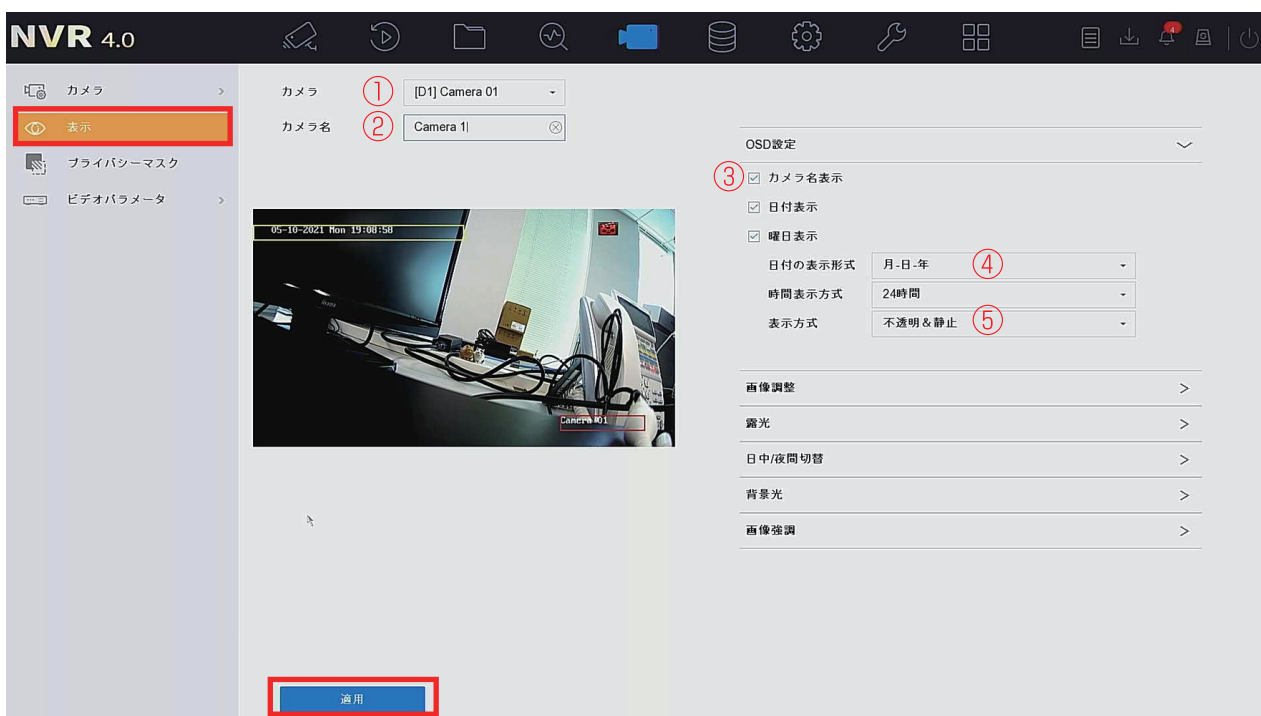 NVR 4.0
4
カメラ
表示
プライバシーマスク
ビデオパラメータ
カメラ ① [D1] Camera 01
カメラ名 ② Camera 1
05-10-2021 Mon 19:08:58
Camera 01
OSD設定
③ カメラ名表示
日付表示
曜日表示
日付の表示形式 月-日-年 ④
時間表示方式 24時間
表示方式 不透明&静止 ⑤
画像調整
露光
日中/夜間切替
背景光
画像強調
適用